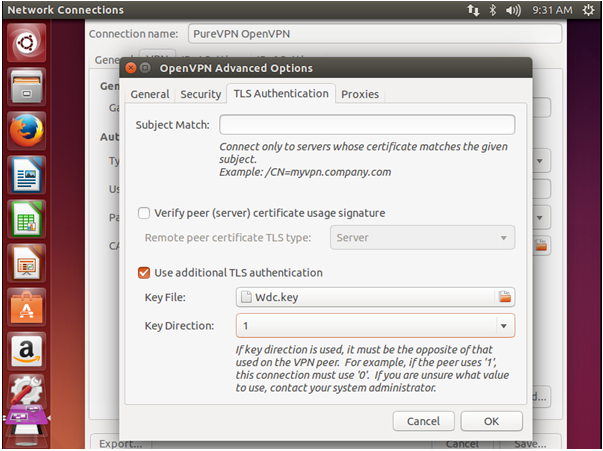 Network Connections
9:31 AM
Connection name:
PureVPN OpenVPN
OpenVPN Advanced Options
General
Security
TLS Authentication
Proxies
Subject Match:
Connect only to servers whose certificate matches the given
subject.
Example: /CN=myvpn.company.com
Verify peer (server) certificate usage signature
Remote peer certificate TLS type:
Server
Use additional TLS authentication
Key File:
Wdc.key
Key Direction:
1
If key direction is used, it must be the opposite of that
used on the VPN peer. For example, if the peer uses '1',
this connection must use '0'. If you are unsure what value
to use, contact your system administrator.
Cancel
OK
Export...
Cancel
Save...